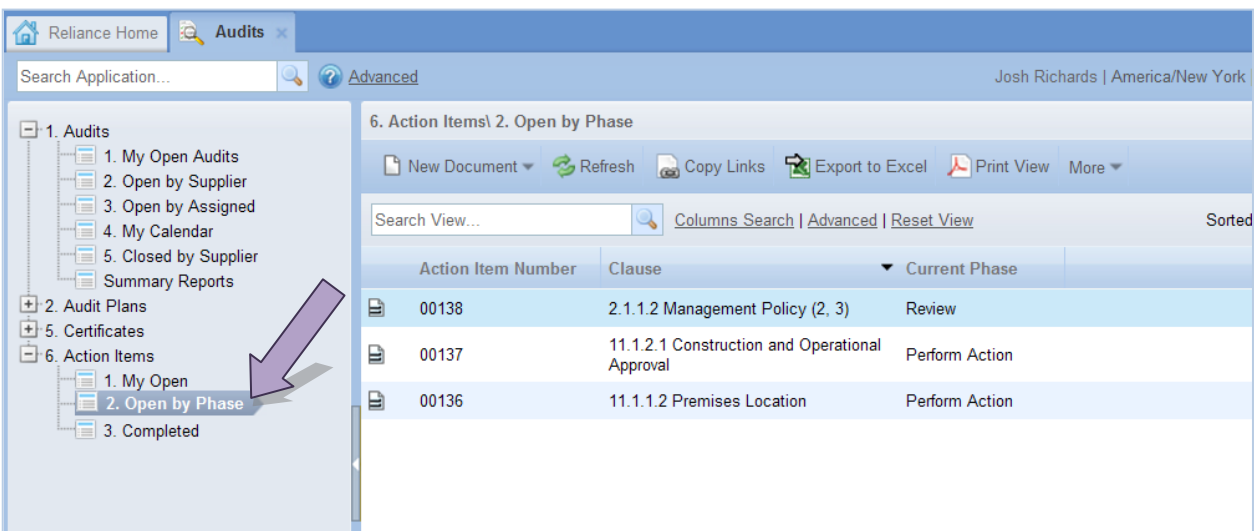 Reliance Home Audits
Search Application... Advanced Josh Richards | America/New York
1. Audits
1. My Open Audits
2. Open by Supplier
3. Open by Assigned
4. My Calendar
5. Closed by Supplier
Summary Reports
2. Audit Plans
5. Certificates
6. Action Items
1. My Open
2. Open by Phase
3. Completed
6. Action Items\ 2. Open by Phase
New Document Refresh Copy Links Export to Excel Print View More
Search View... Columns Search | Advanced | Reset View Sorted
Action Item Number Clause Current Phase
00138 2.1.1.2 Management Policy (2, 3) Review
00137 11.1.2.1 Construction and Operational
Approval Perform Action
00136 11.1.1.2 Premises Location Perform Action